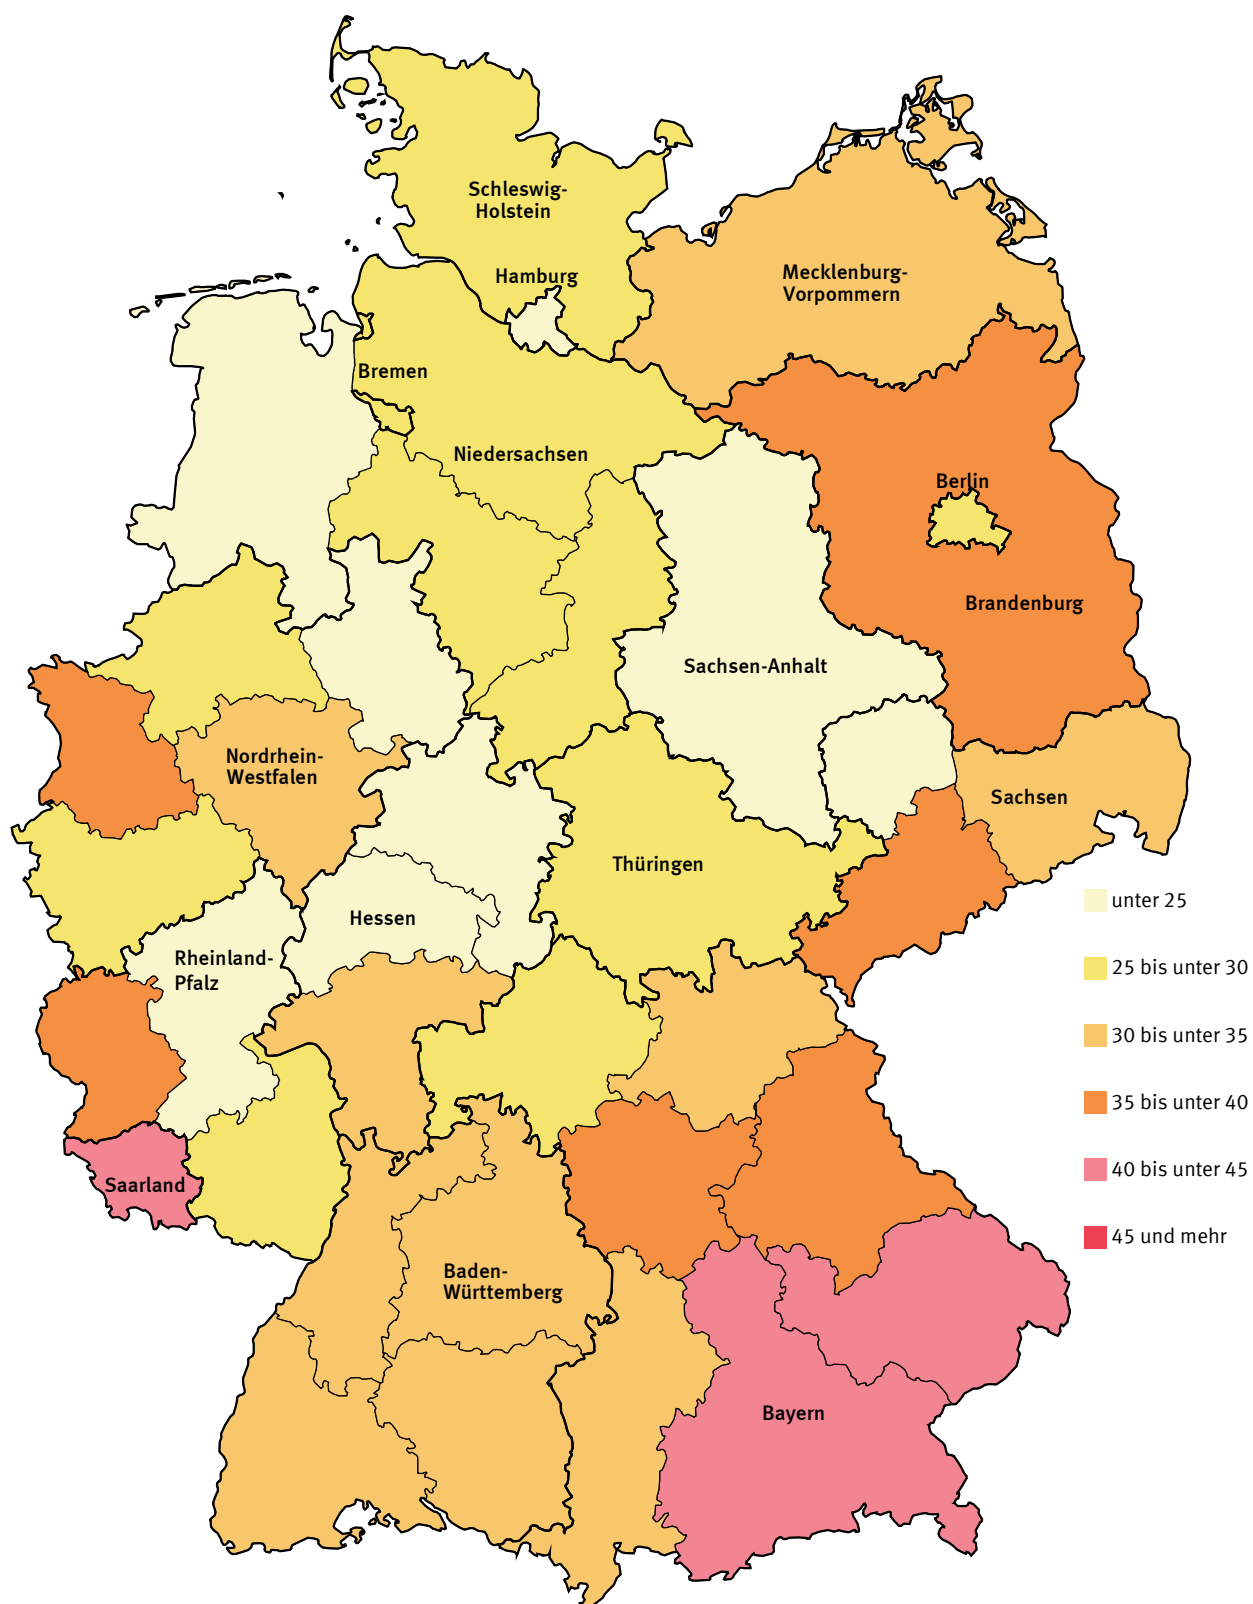 Schleswig-
Holstein
Hamburg
Mecklenburg-
Vorpommern
Bremen
Niedersachsen
Berlin
Brandenburg
Sachsen-Anhalt
Nordrhein-
Westfalen
Sachsen
Thüringen
Hessen
Rheinland-
Pfalz
Saarland
Baden-
Württemberg
Bayern
unter 25
25 bis unter 30
30 bis unter 35
35 bis unter 40
40 bis unter 45
45 und mehr